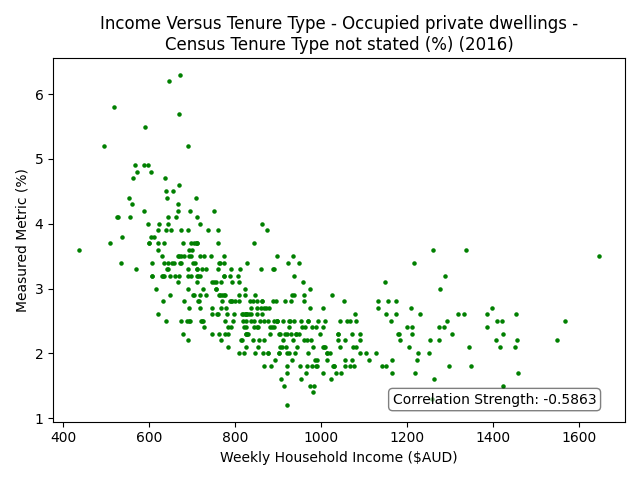 Income Versus Tenure Type - Occupied private dwellings -
Census Tenure Type not stated (%) (2016)
Measured Metric (%)
6
5
4
3
2
1
Correlation Strength: -0.5863
400 600 800 1000 1200 1400 1600
Weekly Household Income ($AUD)